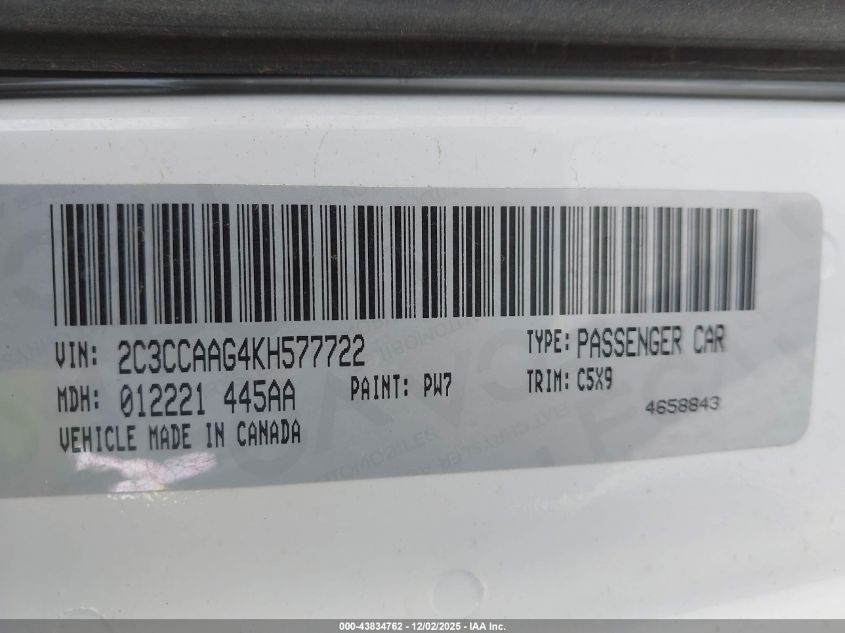 VIN: 2C3CCAAG4KH577722 TYPE: PASSENGER CAR
MDH: 012221 445AA PAINT: PW7 TRIM: C5X9
4658843
VEHICLE MADE IN CANADA
000-43834762 - 12/02/2025 - IAA Inc.